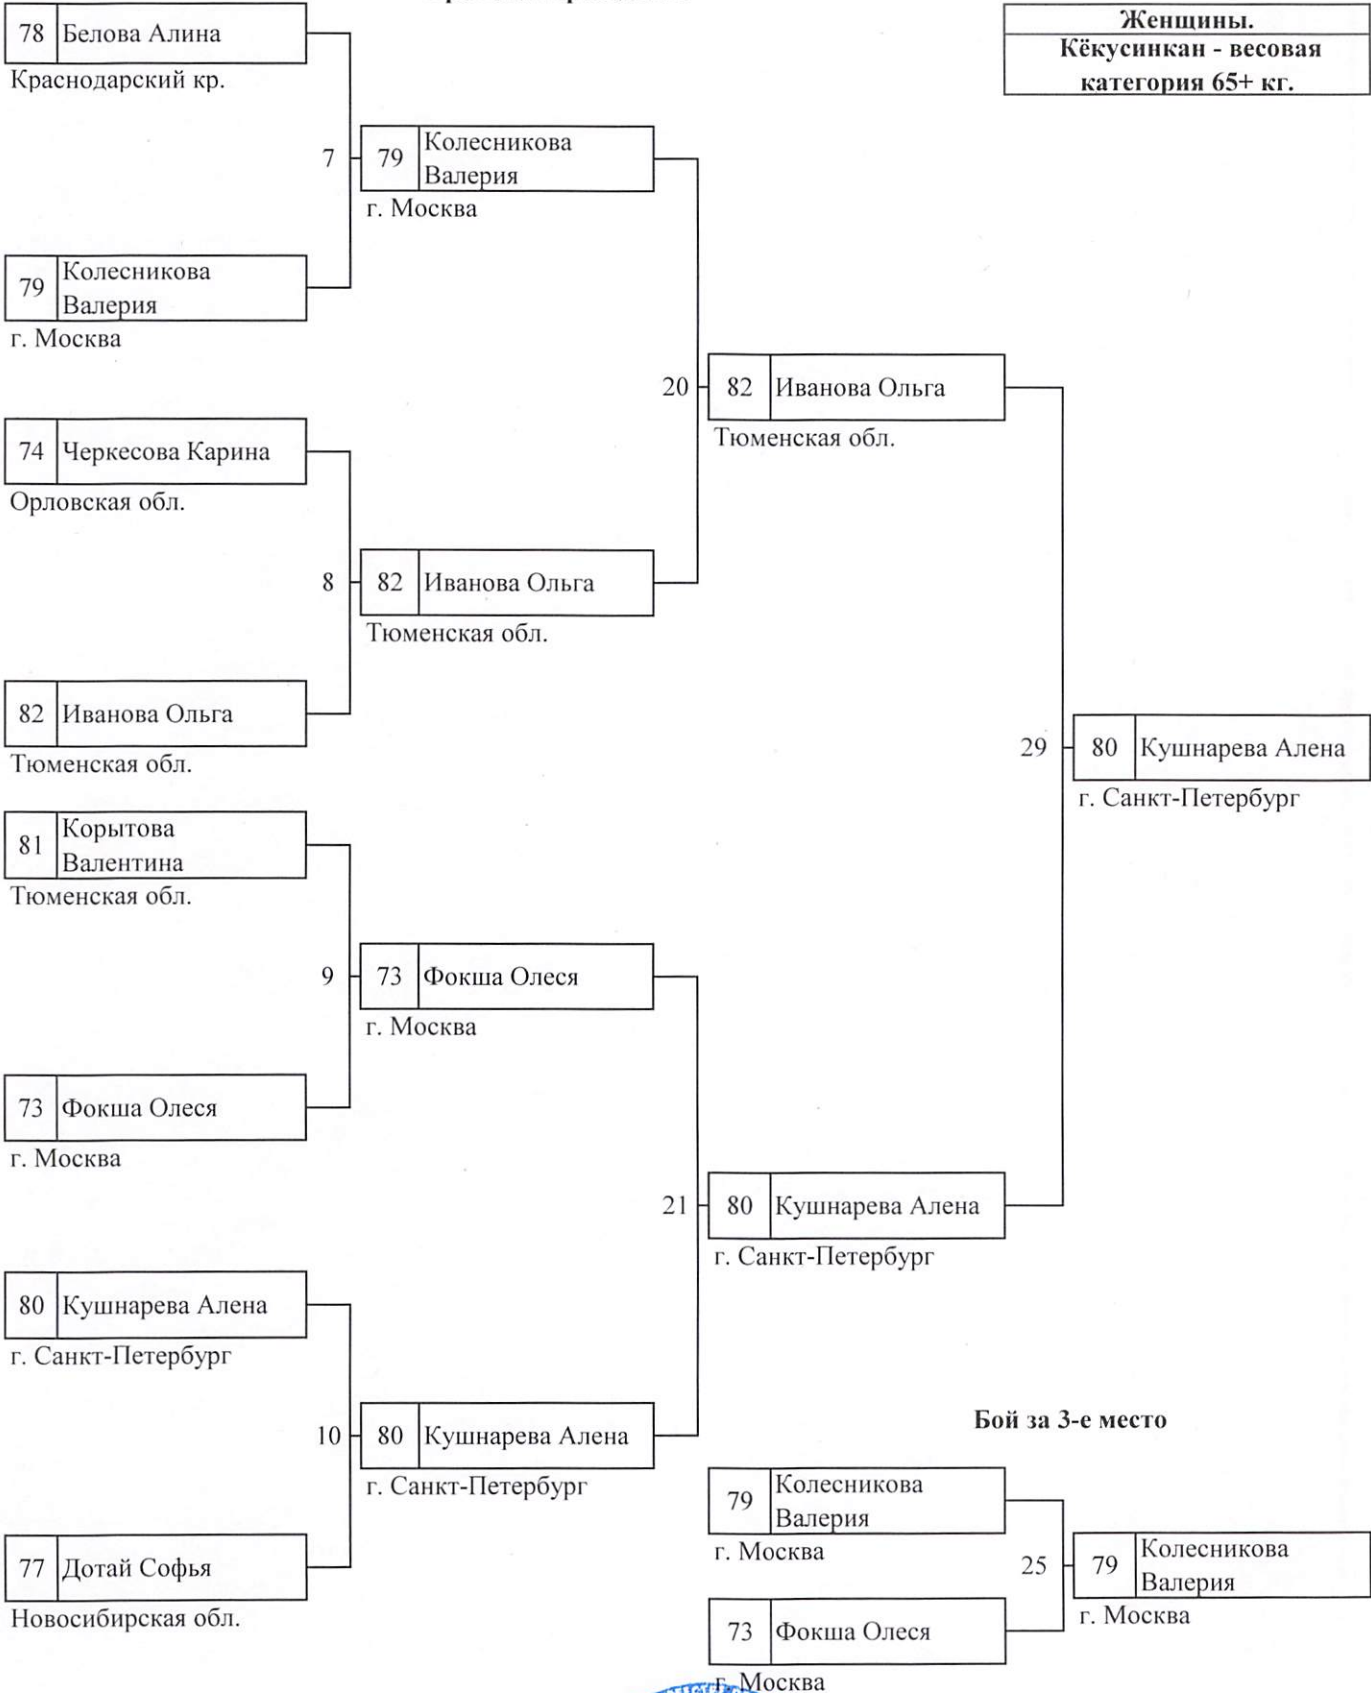 Женщины.
Кёкусинкан - весовая
категория 65+ кг.
78 Белова Алина
Краснодарский кр.
7
79 Колесникова
Валерия
г. Москва
79 Колесникова
Валерия
г. Москва
20
82 Иванова Ольга
Тюменская обл.
74 Черкесова Карина
Орловская обл.
8
82 Иванова Ольга
Тюменская обл.
82 Иванова Ольга
Тюменская обл.
29
80 Кушнарева Алена
г. Санкт-Петербург
81 Корытова
Валентина
Тюменская обл.
9
73 Фокша Олеся
г. Москва
73 Фокша Олеся
г. Москва
21
80 Кушнарева Алена
г. Санкт-Петербург
80 Кушнарева Алена
г. Санкт-Петербург
10
80 Кушнарева Алена
г. Санкт-Петербург
77 Дотай Софья
Новосибирская обл.
Бой за 3-е место
79 Колесникова
Валерия
г. Москва
25
79 Колесникова
Валерия
г. Москва
73 Фокша Олеся
г. Москва